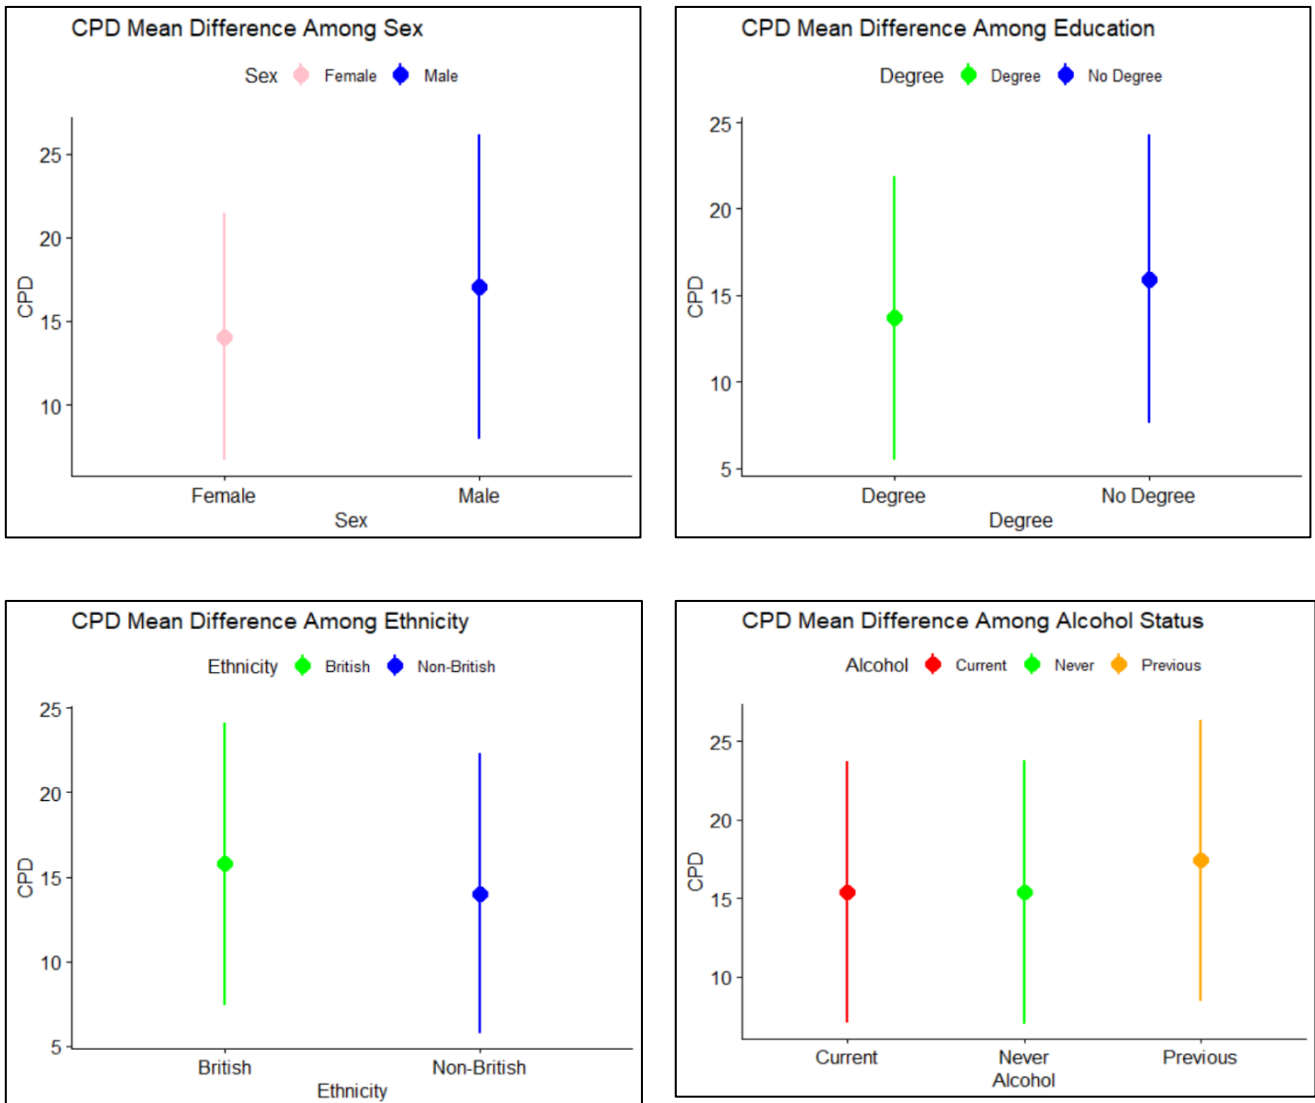 CPD Mean Difference Among Sex
Sex Female Male
25
20
15
10
CPD
Female Male
Sex
CPD Mean Difference Among Education
Degree Degree No Degree
25
20
15
10
5
CPD
Degree No Degree
Degree
CPD Mean Difference Among Ethnicity
Ethnicity British Non-British
25
20
15
10
5
CPD
British Non-British
Ethnicity
CPD Mean Difference Among Alcohol Status
Alcohol Current Never Previous
25
20
15
10
CPD
Current Never Previous
Alcohol